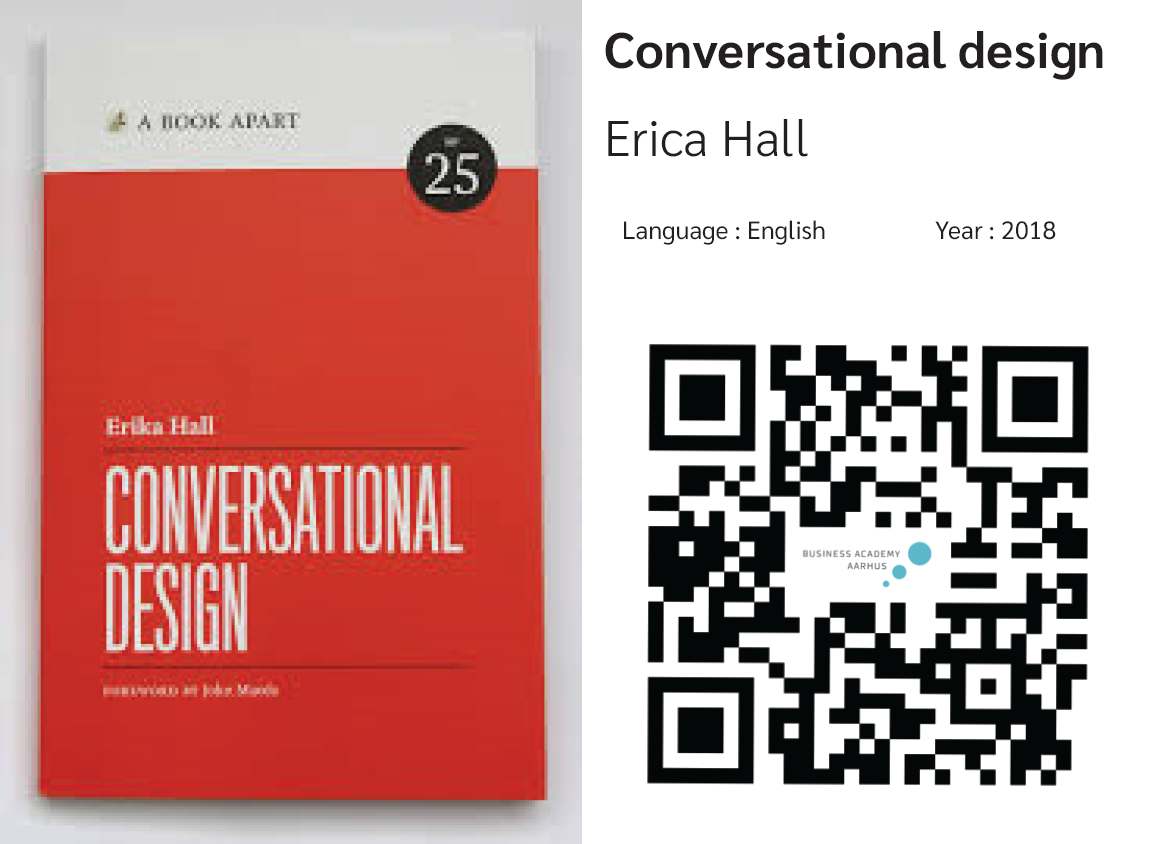 A BOOK APART
25
Erika Hall
CONVERSATIONAL
DESIGN
FOREWORD BY John Maeda
Conversational design
Erica Hall
Language : English
Year : 2018
BUSINESS ACADEMY
AARHUS